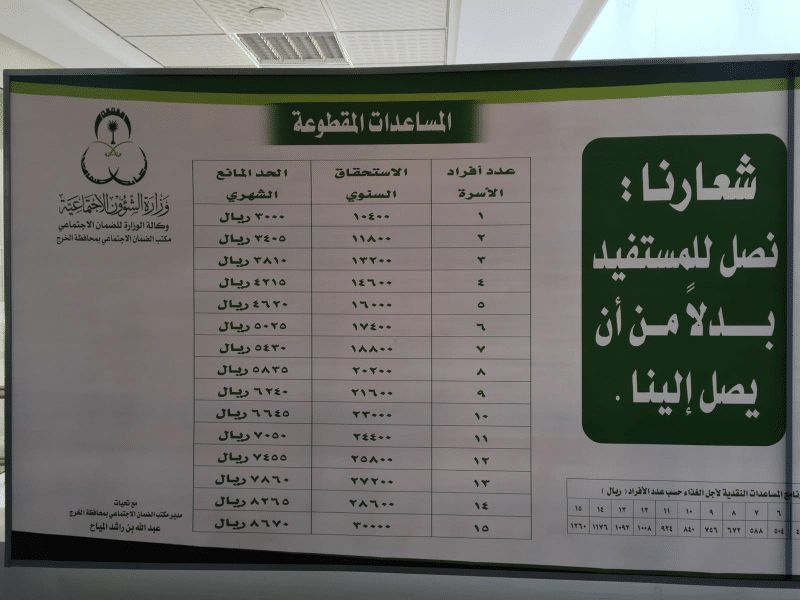 المساعدات المقطوعة
وزارة الشؤون الاجتماعية
وكالة الوزارة للضمان الاجتماعي
مكتب الضمان الاجتماعي بمحافظة الخرج
عدد أفراد الأسرة | الاستحقاق السنوي | الحد المانع الشهري
١ | ١٠٤٠٠ | ٣٠٠٠ ريال
٢ | ١١٨٠٠ | ٣٤٠٥ ريال
٣ | ١٣٢٠٠ | ٣٨١٠ ريال
٤ | ١٤٦٠٠ | ٤٢١٥ ريال
٥ | ١٦٠٠٠ | ٤٦٢٠ ريال
٦ | ١٧٤٠٠ | ٥٠٢٥ ريال
٧ | ١٨٨٠٠ | ٥٤٣٠ ريال
٨ | ٢٠٢٠٠ | ٥٨٣٥ ريال
٩ | ٢١٦٠٠ | ٦٢٤٠ ريال
١٠ | ٢٣٠٠٠ | ٦٦٤٥ ريال
١١ | ٢٤٤٠٠ | ٧٠٥٠ ريال
١٢ | ٢٥٨٠٠ | ٧٤٥٥ ريال
١٣ | ٢٧٢٠٠ | ٧٨٦٠ ريال
١٤ | ٢٨٦٠٠ | ٨٢٦٥ ريال
١٥ | ٣٠٠٠٠ | ٨٦٧٠ ريال
شعارنا :
نصل للمستفيد
بدلاً من أن
يصل إلينا .
المساعدات النقدية لأجل الغذاء حسب عدد الأفراد ( ريال )
٦ ٧ ٨ ٩ ١٠ ١١ ١٢ ١٣ ١٤ ١٥
٥٠٤ ٥٨٨ ٦٧٢ ٧٥٦ ٨٤٠ ٩٢٤ ١٠٠٨ ١٠٩٢ ١١٧٦ ١٢٦٠
مع تحيات
مدير مكتب الضمان الاجتماعي بمحافظة الخرج
عبد الله بن راشد المياح